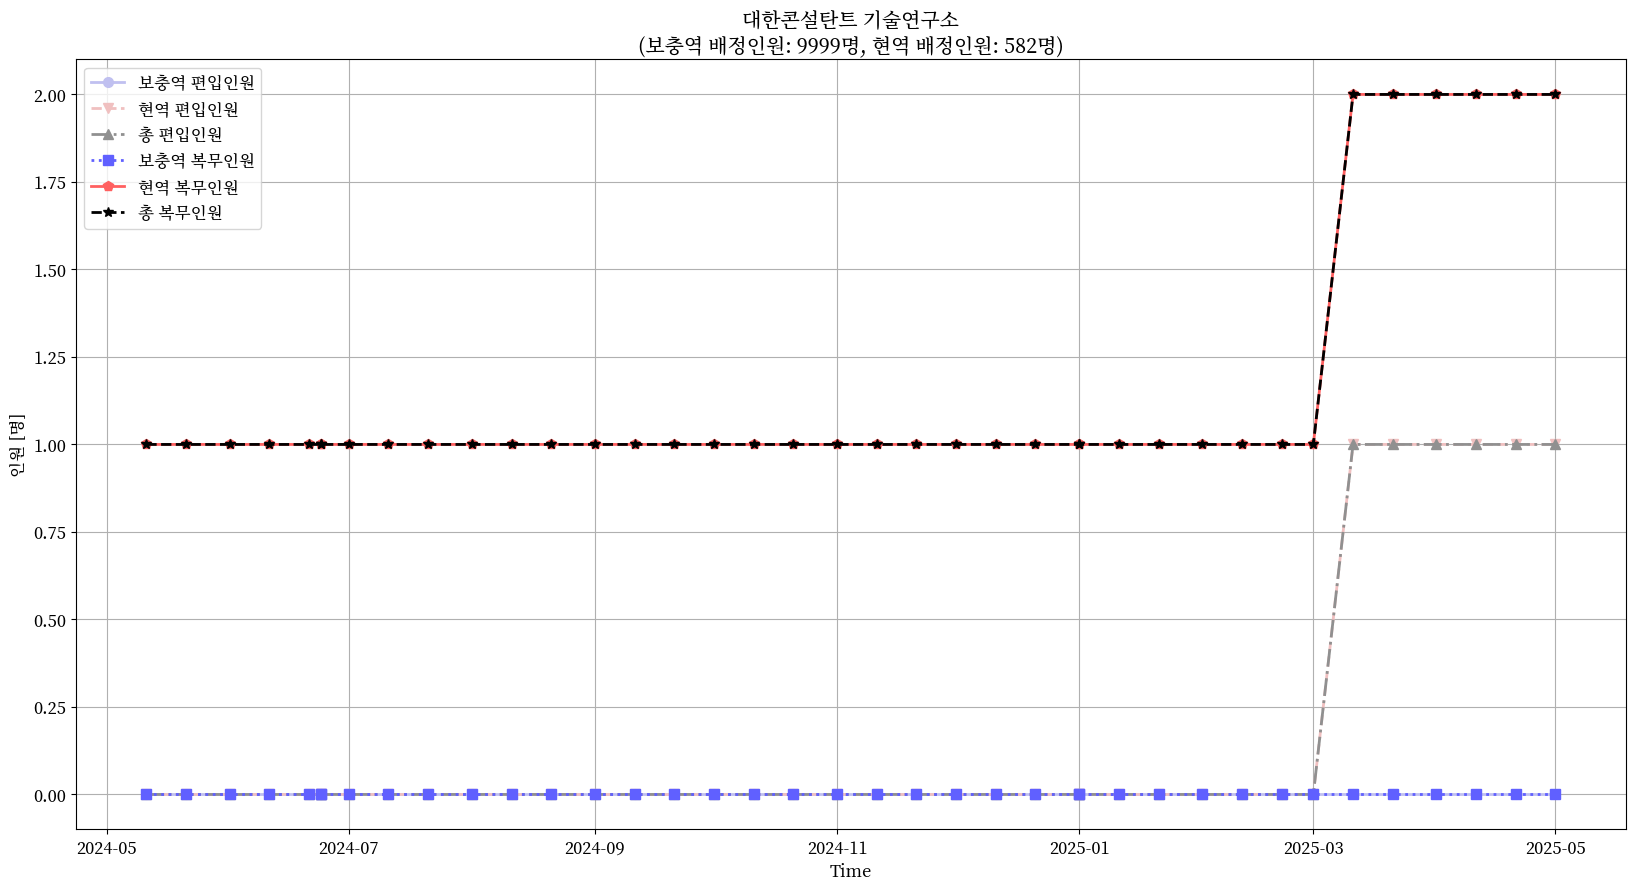 대한콘설탄트 기술연구소
(보충역 배정인원: 9999명, 현역 배정인원: 582명)
보충역 편입인원
현역 편입인원
총 편입인원
보충역 복무인원
현역 복무인원
총 복무인원
2.00
1.75
1.50
1.25
1.00
0.75
0.50
0.25
0.00
인원 [명]
2024-05
2024-07
2024-09
2024-11
2025-01
2025-03
2025-05
Time